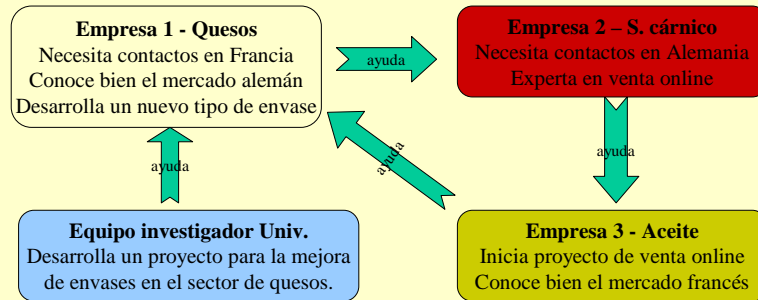 Empresa 1 - Quesos
Necesita contactos en Francia
Conoce bien el mercado alemán
Desarrolla un nuevo tipo de envase
ayuda
Empresa 2 – S. cárnico
Necesita contactos en Alemania
Experta en venta online
ayuda
ayuda
ayuda
Equipo investigador Univ.
Desarrolla un proyecto para la mejora
de envases en el sector de quesos.
Empresa 3 - Aceite
Inicia proyecto de venta online
Conoce bien el mercado francés